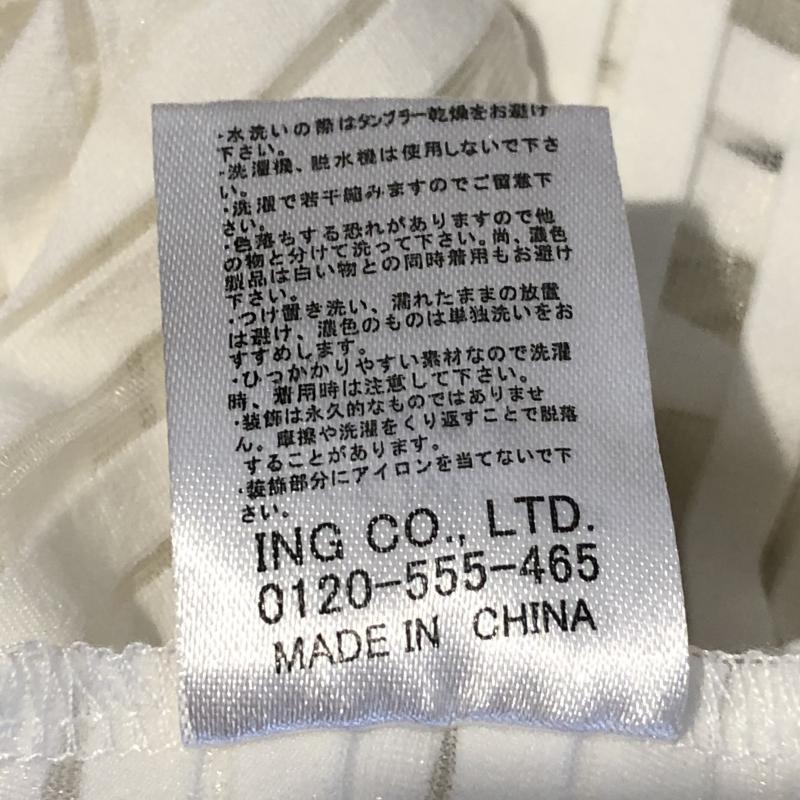 ・水洗いの際はタンブラー乾燥をお避け
下さい。
・洗濯機、脱水機は使用しないで下さ
い。
・洗濯で若干縮みますのでご留意下
さい。
・色落ちする恐れがありますので他
の物と分けて洗って下さい。尚、濃色
製品は白い物との同時着用もお避け
下さい。
・つけ置き洗い、濡れたままの放置
は避け、濃色のものは単独洗いをお
すすめします。
・ひっかかりやすい素材なので洗濯
時、着用時は注意して下さい。
・装飾は永久的なものではありませ
ん。摩擦や洗濯をくり返すことで脱落
することがあります。
・装飾部分にアイロンを当てないで下
さい。
ING CO., LTD.
0120-555-465
MADE IN CHINA